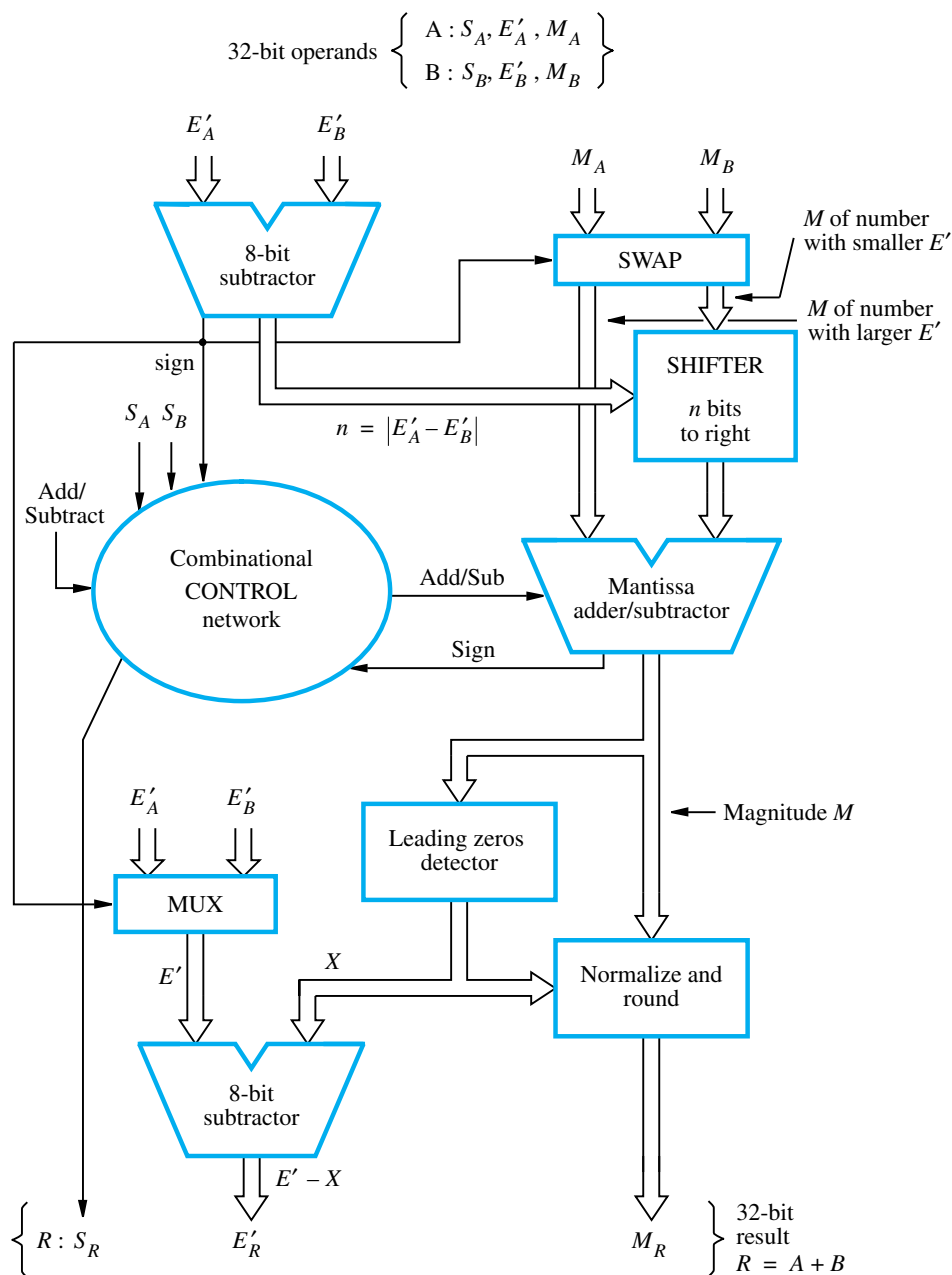 32-bit operands
A : S_A, E′_A , M_A
B : S_B, E′_B , M_B
E′_A
E′_B
M_A
M_B
8-bit
subtractor
SWAP
M of number
with smaller E′
M of number
with larger E′
sign
SHIFTER
n bits
to right
n = |E′_A – E′_B|
S_A
S_B
Add/
Subtract
Combinational
CONTROL
network
Add/Sub
Mantissa
adder/subtractor
Sign
E′_A
E′_B
Leading zeros
detector
Magnitude M
MUX
E′
X
Normalize and
round
8-bit
subtractor
E′ – X
R : S_R
E′_R
M_R
32-bit
result
R = A + B